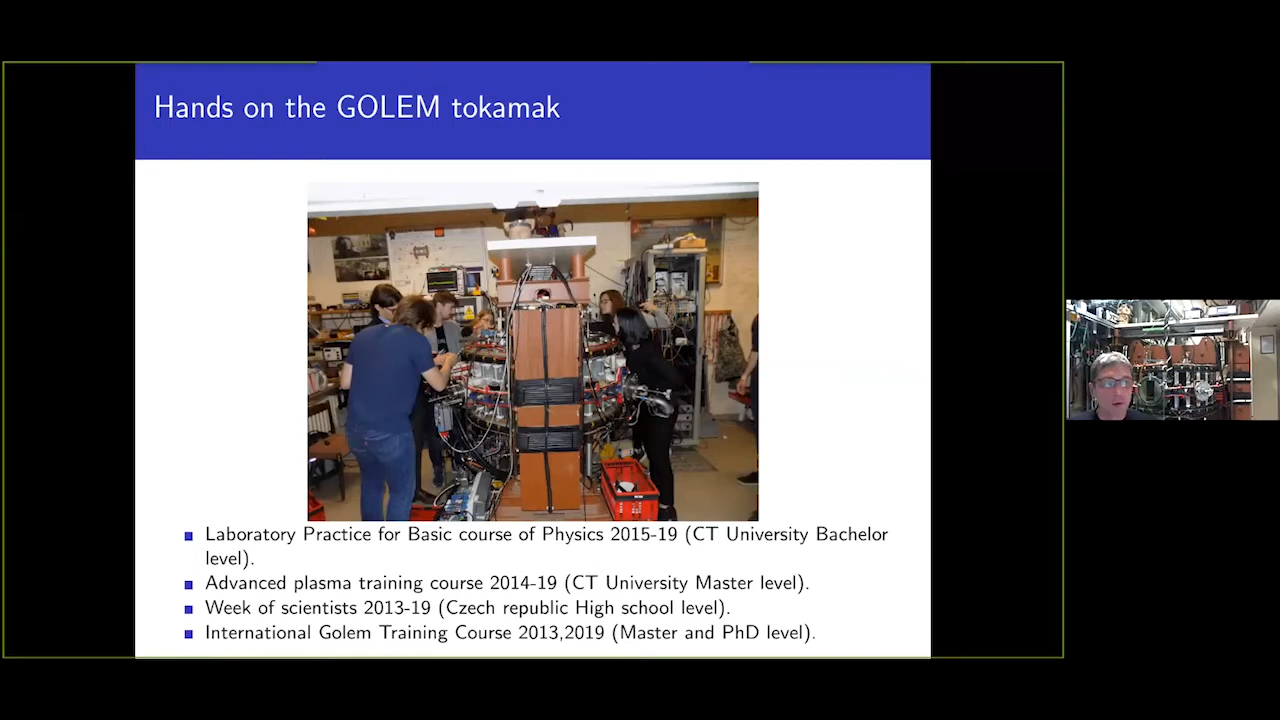 Hands on the GOLEM tokamak
Laboratory Practice for Basic course of Physics 2015-19 (CT University Bachelor
level).
Advanced plasma training course 2014-19 (CT University Master level).
Week of scientists 2013-19 (Czech republic High school level).
International Golem Training Course 2013,2019 (Master and PhD level).